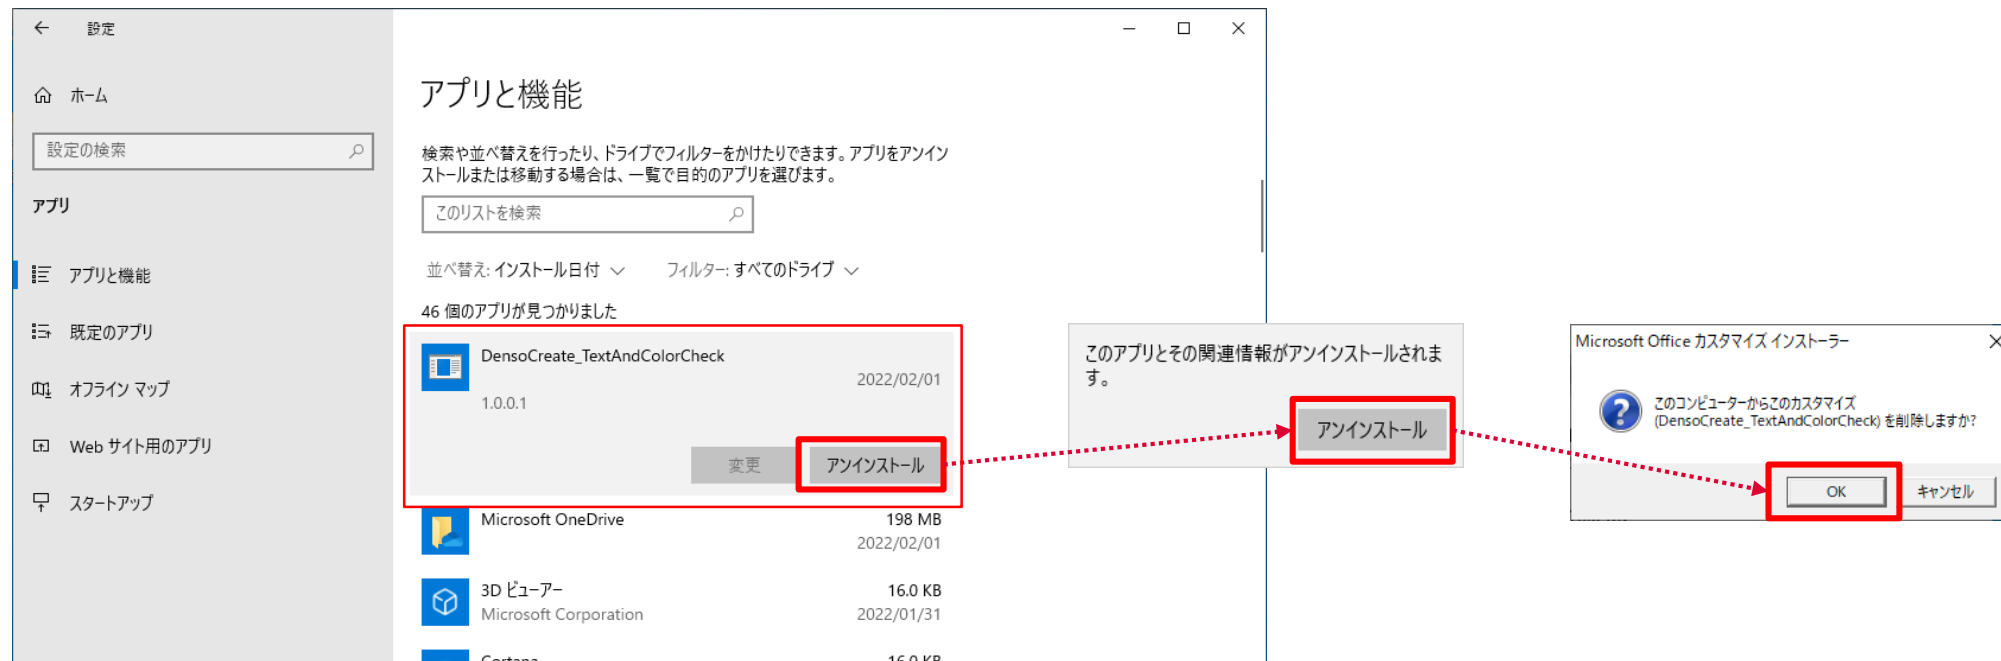 設定
ホーム
設定の検索
アプリ
アプリと機能
既定のアプリ
オフライン マップ
Web サイト用のアプリ
スタートアップ
アプリと機能
検索や並べ替えを行ったり、ドライブでフィルターをかけたりできます。アプリをアンイン
ストールまたは移動する場合は、一覧で目的のアプリを選びます。
このリストを検索
並べ替え: インストール日付 フィルター: すべてのドライブ
46 個のアプリが見つかりました
DensoCreate_TextAndColorCheck
2022/02/01
1.0.0.1
変更 アンインストール
Microsoft OneDrive 198 MB
2022/02/01
3D ビューアー 16.0 KB
Microsoft Corporation 2022/01/31
Cortana 16.0 KB
このアプリとその関連情報がアンインストールされま
す。
アンインストール
Microsoft Office カスタマイズ インストーラー
このコンピューターからこのカスタマイズ
(DensoCreate_TextAndColorCheck) を削除しますか?
OK キャンセル